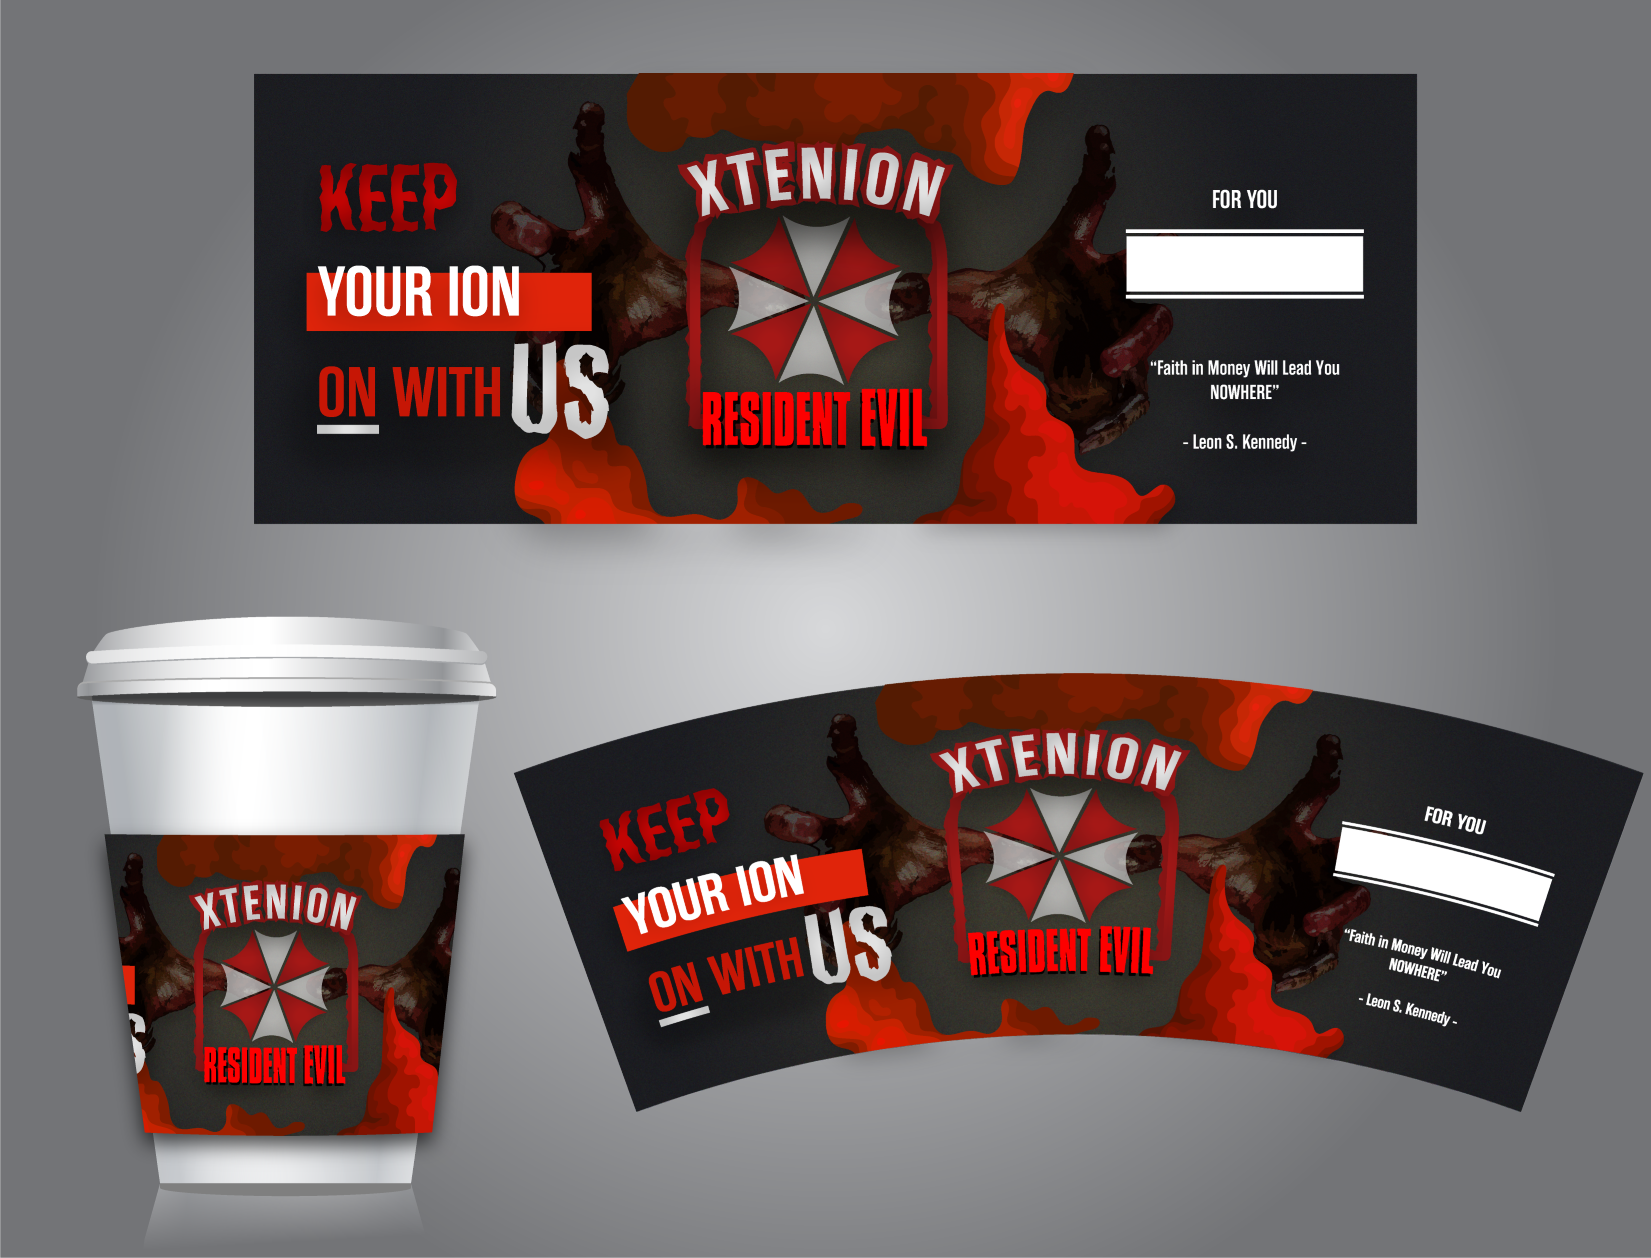 KEEP
YOUR ION
ON WITH US
XTENION
RESIDENT EVIL
FOR YOU
“Faith in Money Will Lead You
NOWHERE”
- Leon S. Kennedy -
XTENION
RESIDENT EVIL
KEEP
YOUR ION
ON WITH US
XTENION
RESIDENT EVIL
FOR YOU
“Faith in Money Will Lead You
NOWHERE”
- Leon S. Kennedy -